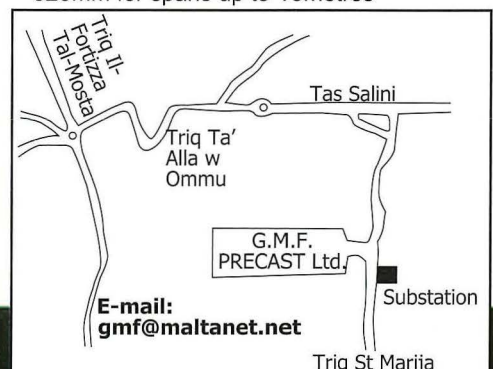 Triq Il-
Fortizza
Tal-Mosta
Tas Salini
Triq Ta'
Alla w
Ommu
G.M.F.
PRECAST Ltd.
Substation
E-mail:
gmf@maltanet.net
Triq St Marija